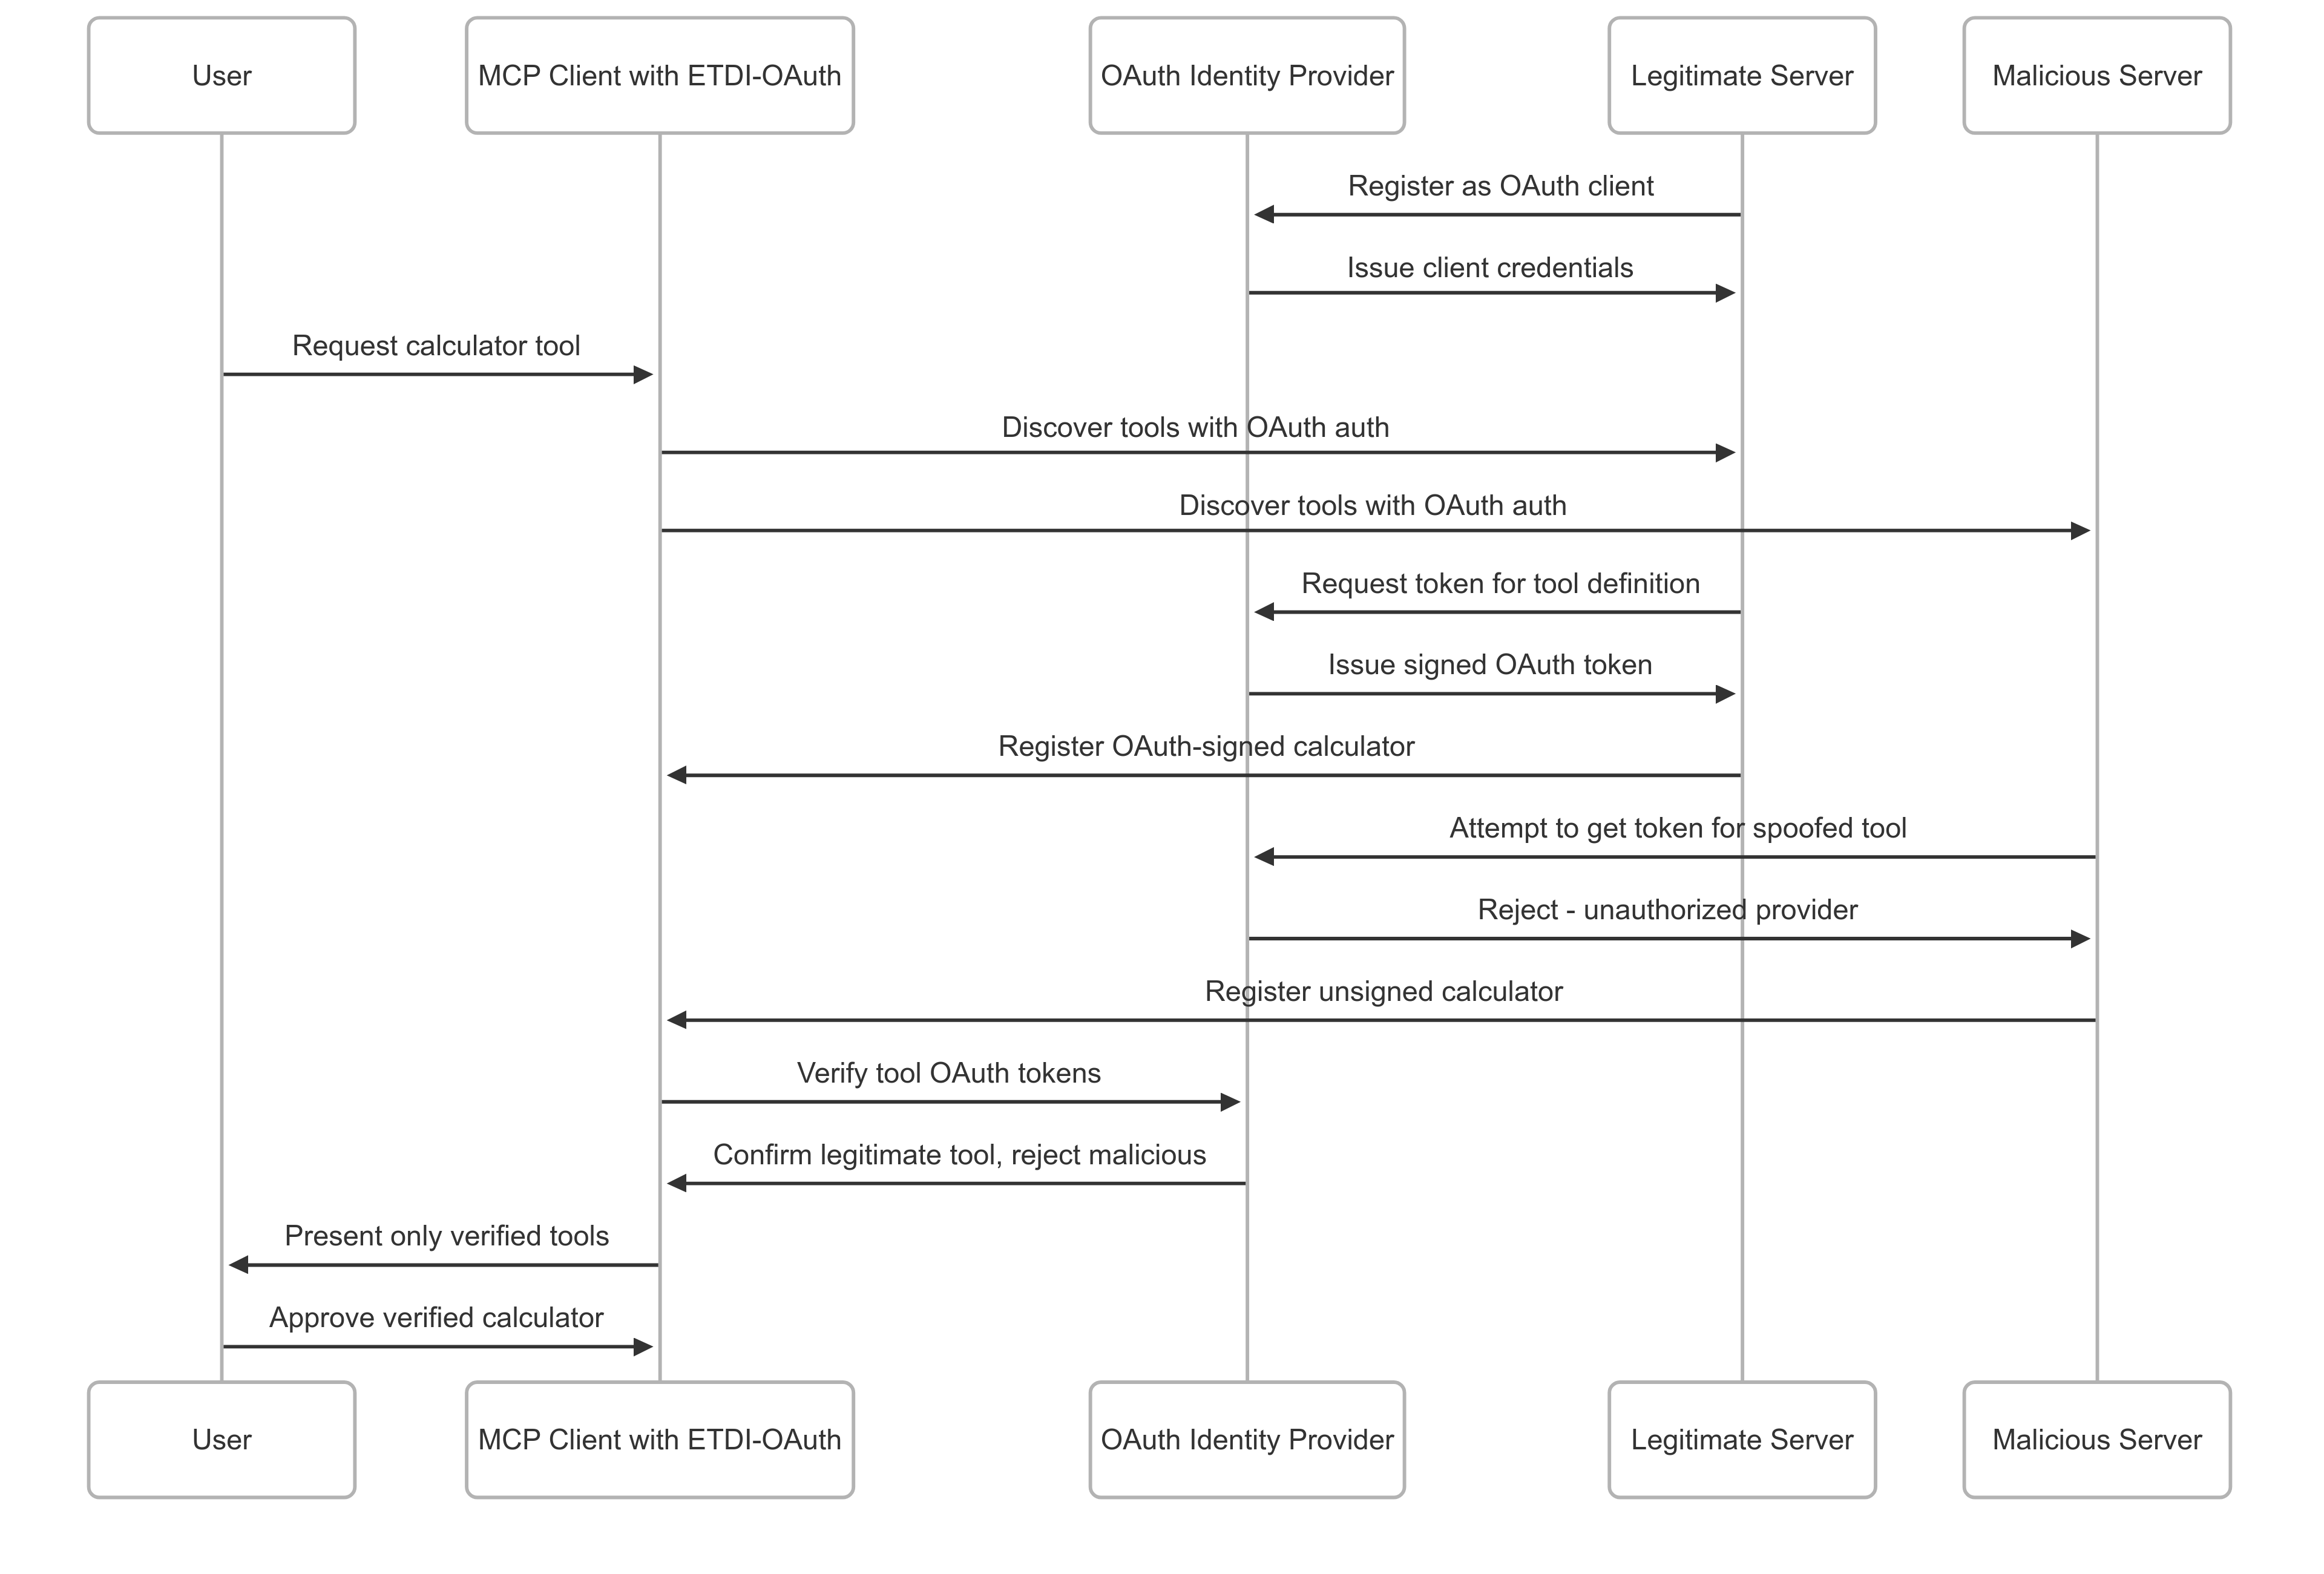 User
MCP Client with ETDI-OAuth
OAuth Identity Provider
Legitimate Server
Malicious Server
Register as OAuth client
Issue client credentials
Request calculator tool
Discover tools with OAuth auth
Discover tools with OAuth auth
Request token for tool definition
Issue signed OAuth token
Register OAuth-signed calculator
Attempt to get token for spoofed tool
Reject - unauthorized provider
Register unsigned calculator
Verify tool OAuth tokens
Confirm legitimate tool, reject malicious
Present only verified tools
Approve verified calculator
User
MCP Client with ETDI-OAuth
OAuth Identity Provider
Legitimate Server
Malicious Server